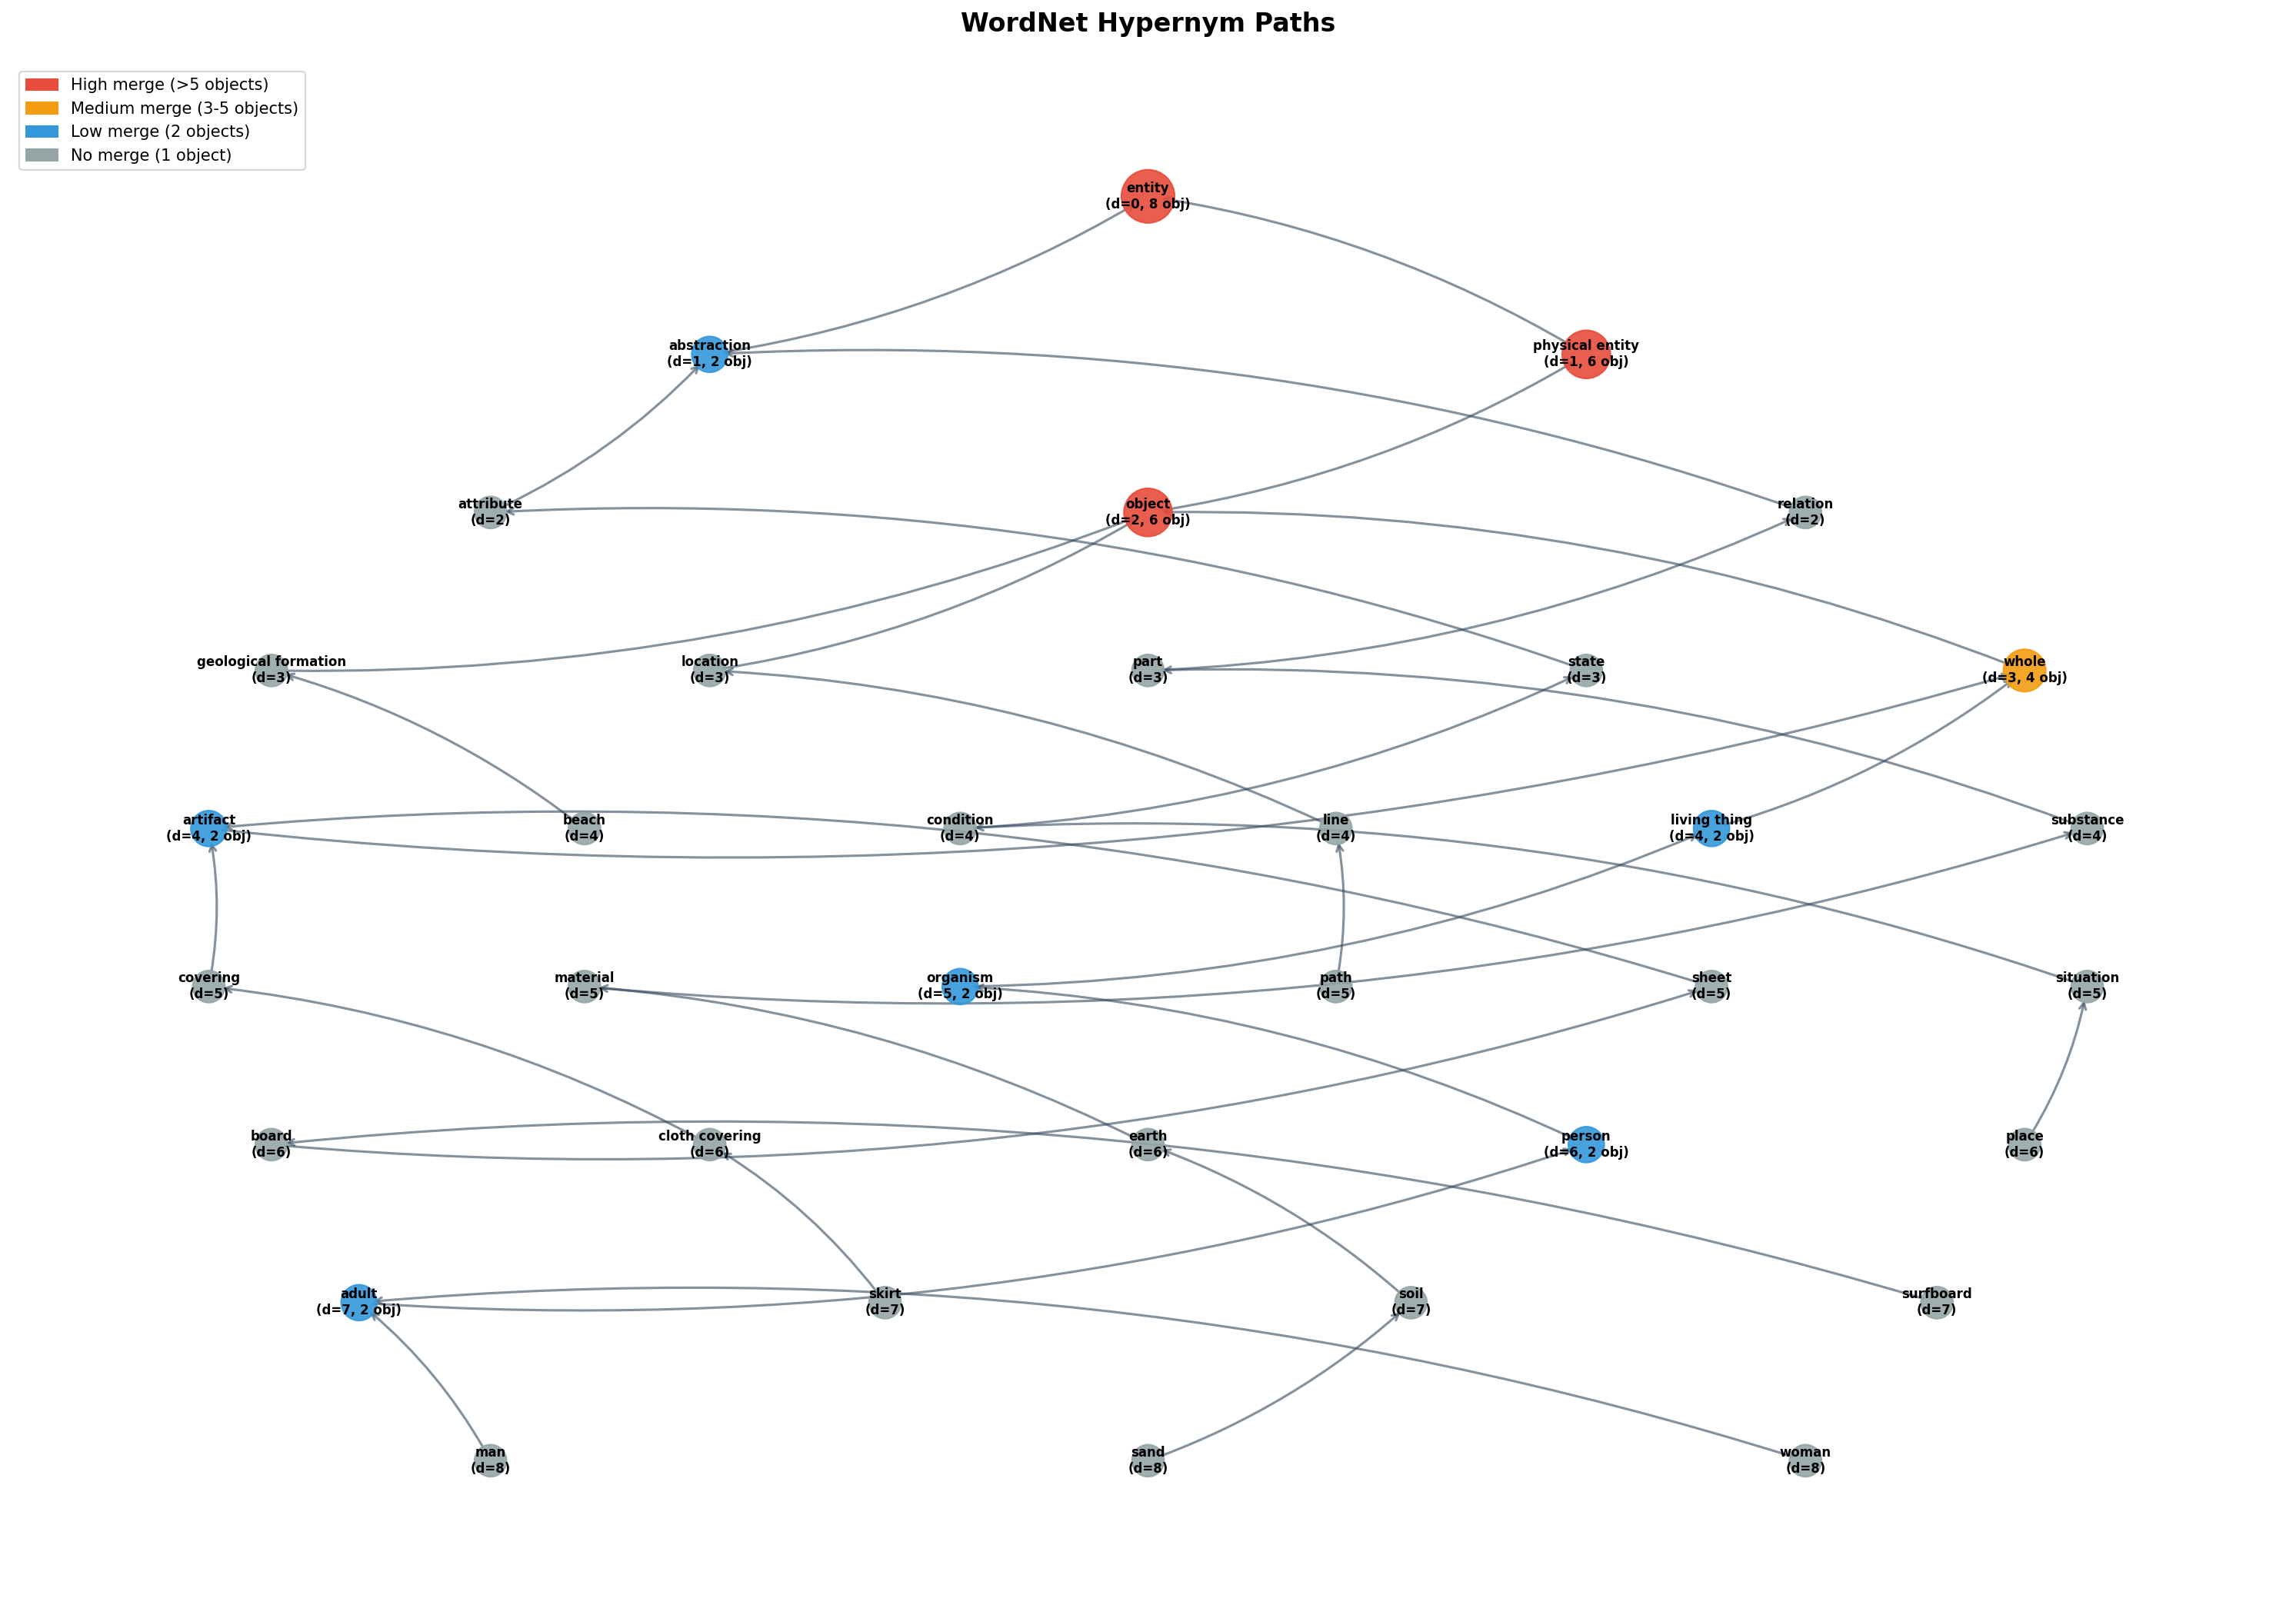 WordNet Hypernym Paths
High merge (>5 objects)
Medium merge (3-5 objects)
Low merge (2 objects)
No merge (1 object)
entity
(d=0, 8 obj)
abstraction
(d=1, 2 obj)
physical entity
(d=1, 6 obj)
attribute
(d=2)
object
(d=2, 6 obj)
relation
(d=2)
geological formation
(d=3)
location
(d=3)
part
(d=3)
state
(d=3)
whole
(d=3, 4 obj)
artifact
(d=4, 2 obj)
beach
(d=4)
condition
(d=4)
line
(d=4)
living thing
(d=4, 2 obj)
substance
(d=4)
covering
(d=5)
material
(d=5)
organism
(d=5, 2 obj)
path
(d=5)
sheet
(d=5)
situation
(d=5)
board
(d=6)
cloth covering
(d=6)
earth
(d=6)
person
(d=6, 2 obj)
place
(d=6)
adult
(d=7, 2 obj)
skirt
(d=7)
soil
(d=7)
surfboard
(d=7)
man
(d=8)
sand
(d=8)
woman
(d=8)